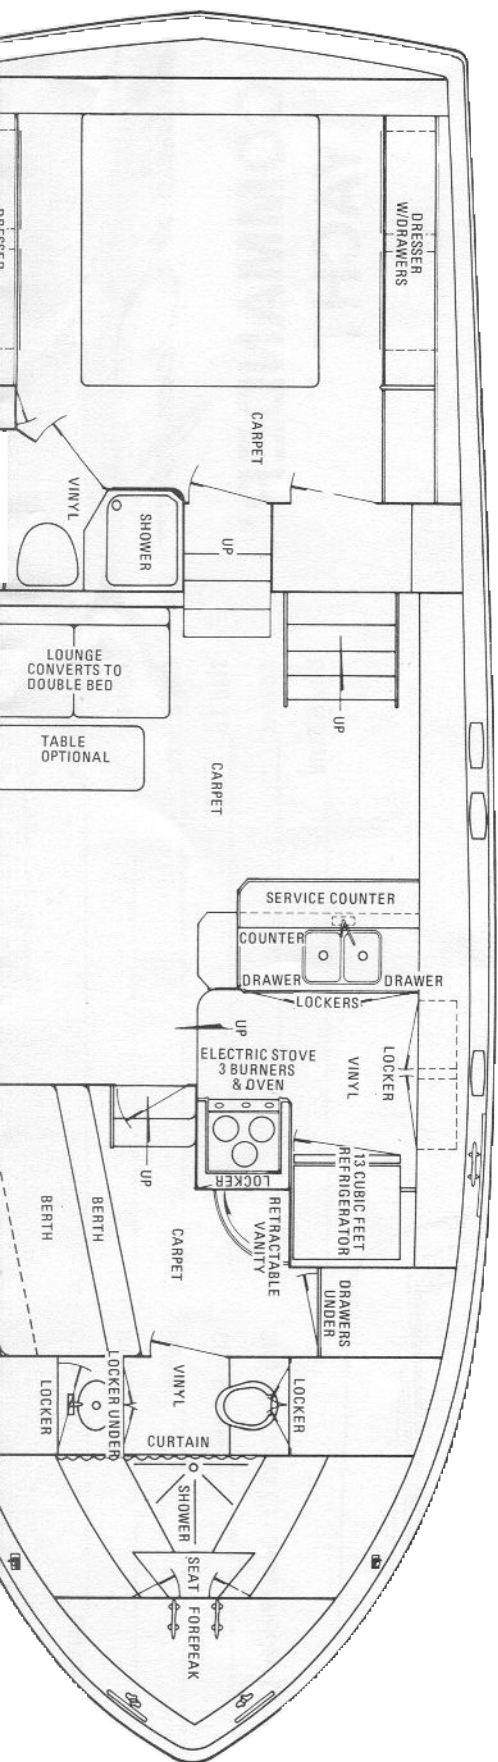 DRESSER
W/DRAWERS
DRESSER
CARPET
VINYL
SHOWER
UP
LOUNGE
CONVERTS TO
DOUBLE BED
UP
TABLE
OPTIONAL
CARPET
SERVICE COUNTER
COUNTER
DRAWER
DRAWER
LOCKERS
UP
LOCKER
VINYL
ELECTRIC STOVE
3 BURNERS
& OVEN
13 CUBIC FEET
REFRIGERATOR
LOCKER
UP
BERTH
BERTH
CARPET
RETRACTABLE
VANITY
DRAWERS
UNDER
LOCKER
LOCKER UNDER
VINYL
LOCKER
CURTAIN
SHOWER
SEAT
FOREPEAK